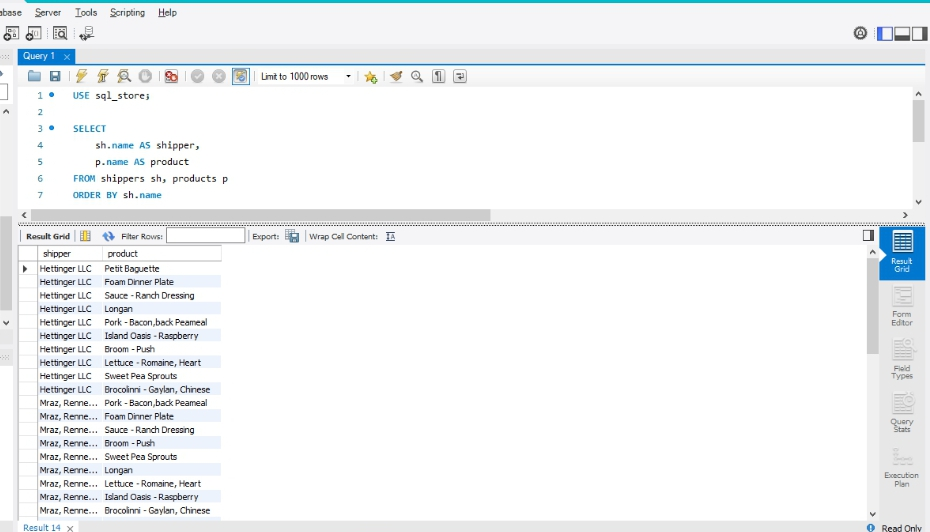 abase Server Tools Scripting Help
Query 1
Limit to 1000 rows
1 USE sql_store;
2
3 SELECT
4 sh.name AS shipper,
5 p.name AS product
6 FROM shippers sh, products p
7 ORDER BY sh.name
Result Grid Filter Rows: Export: Wrap Cell Content: IA
shipper product
Hettinger LLC Petit Baguette
Hettinger LLC Foam Dinner Plate
Hettinger LLC Sauce - Ranch Dressing
Hettinger LLC Longan
Hettinger LLC Pork - Bacon,back Peameal
Hettinger LLC Island Oasis - Raspberry
Hettinger LLC Broom - Push
Hettinger LLC Lettuce - Romaine, Heart
Hettinger LLC Sweet Pea Sprouts
Hettinger LLC Brocolinni - Gaylan, Chinese
Mraz, Renne... Pork - Bacon,back Peameal
Mraz, Renne... Foam Dinner Plate
Mraz, Renne... Sauce - Ranch Dressing
Mraz, Renne... Broom - Push
Mraz, Renne... Sweet Pea Sprouts
Mraz, Renne... Longan
Mraz, Renne... Lettuce - Romaine, Heart
Mraz, Renne... Island Oasis - Raspberry
Mraz, Renne... Brocolinni - Gaylan, Chinese
Result
Grid
Form
Editor
Field
Types
Query
Stats
Execution
Plan
Result 14
Read Only